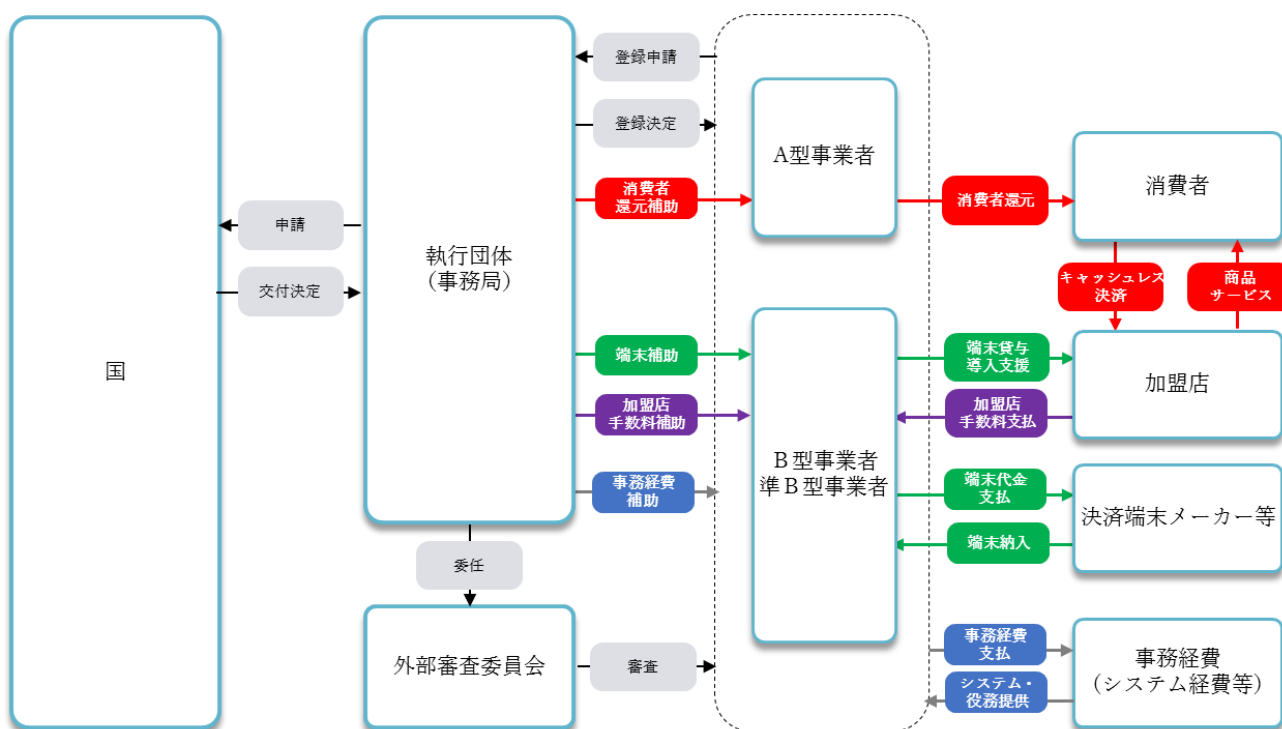 国
申請
交付決定
執行団体
（事務局）
委任
外部審査委員会
審査
登録申請
登録決定
消費者
還元補助
端末補助
加盟店
手数料補助
事務経費
補助
A型事業者
Ｂ型事業者
準Ｂ型事業者
消費者還元
消費者
キャッシュレス
決済
商品
サービス
端末貸与
導入支援
加盟店
加盟店
手数料支払
端末代金
支払
端末納入
決済端末メーカー等
事務経費
支払
システム・
役務提供
事務経費
（システム経費等）